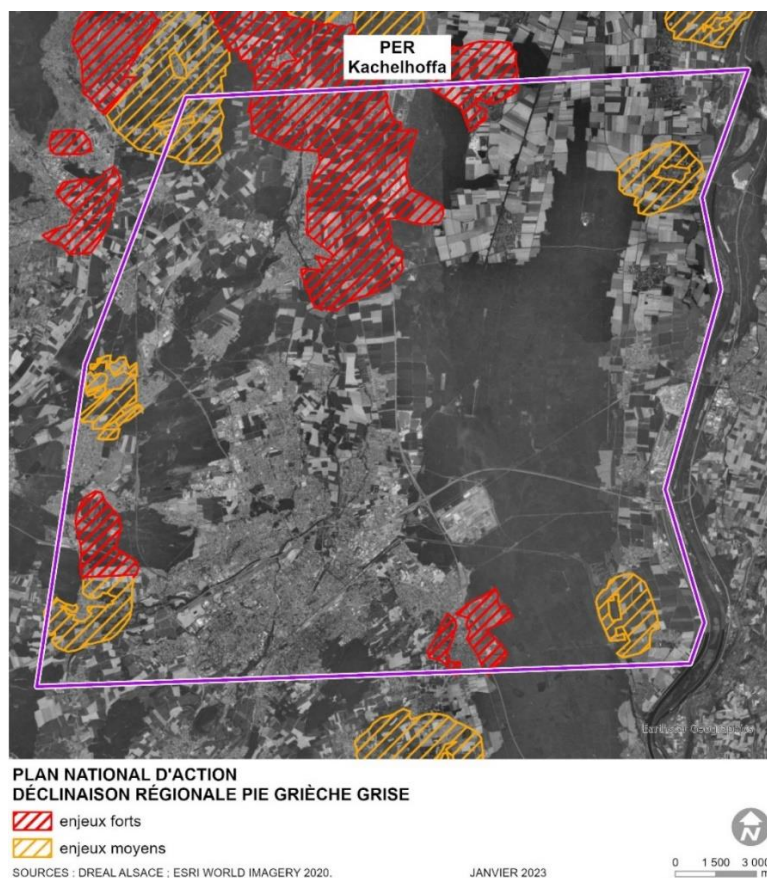 PER
Kachelhoffa
PLAN NATIONAL D'ACTION
DÉCLINAISON RÉGIONALE PIE GRIÈCHE GRISE
enjeux forts
enjeux moyens
N
0 1 500 3 000
m
SOURCES : DREAL ALSACE ; ESRI WORLD IMAGERY 2020.
JANVIER 2023